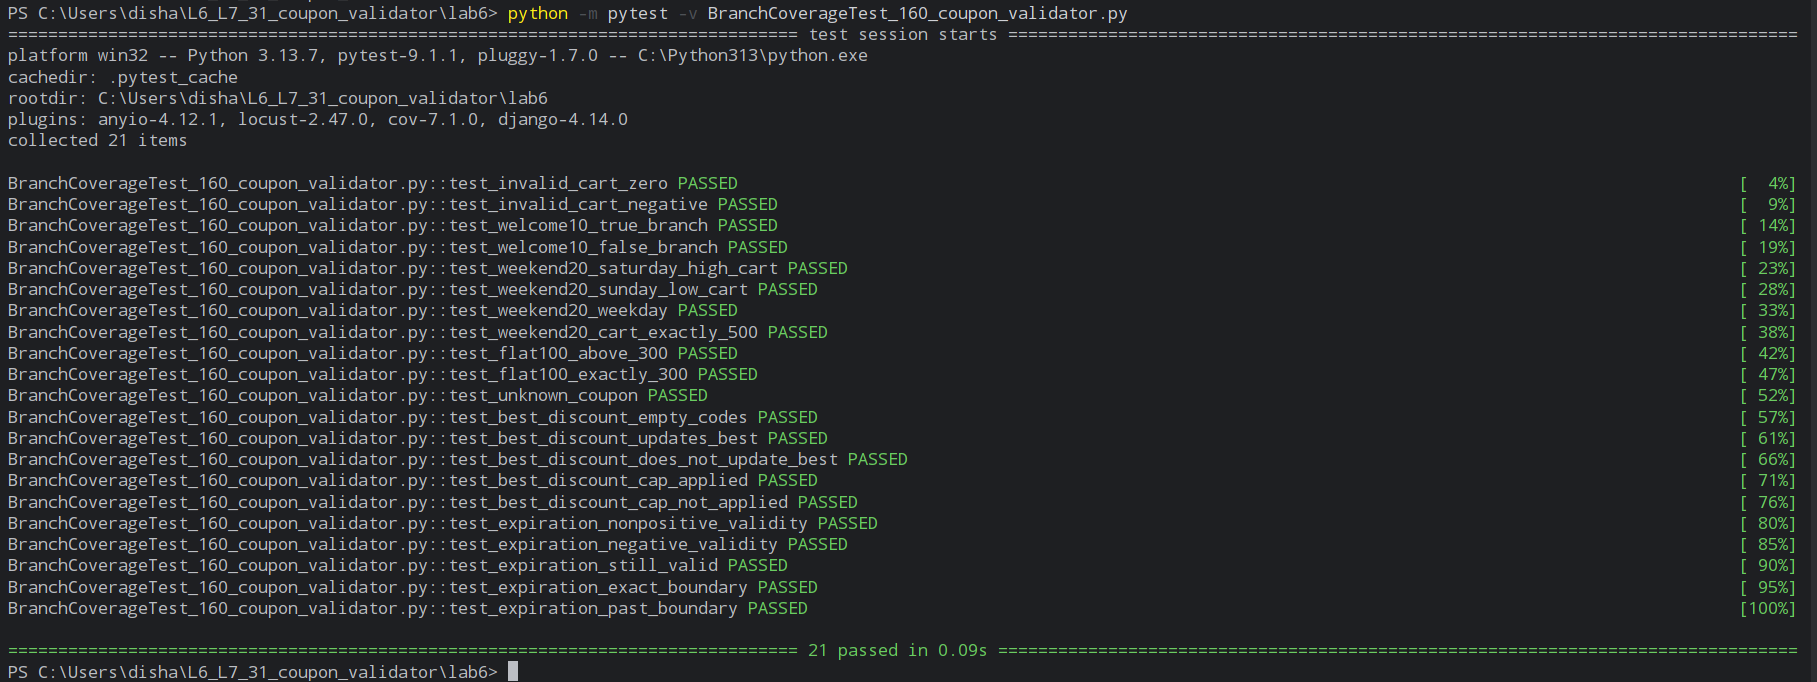 PS C:\Users\disha\L6_L7_31_coupon_validator\lab6> python -m pytest -v BranchCoverageTest_160_coupon_validator.py
=============================================================================== test session starts ===============================================================================
platform win32 -- Python 3.13.7, pytest-9.1.1, pluggy-1.7.0 -- C:\Python313\python.exe
cachedir: .pytest_cache
rootdir: C:\Users\disha\L6_L7_31_coupon_validator\lab6
plugins: anyio-4.12.1, locust-2.47.0, cov-7.1.0, django-4.14.0
collected 21 items
BranchCoverageTest_160_coupon_validator.py::test_invalid_cart_zero PASSED [  4%]
BranchCoverageTest_160_coupon_validator.py::test_invalid_cart_negative PASSED [  9%]
BranchCoverageTest_160_coupon_validator.py::test_welcome10_true_branch PASSED [ 14%]
BranchCoverageTest_160_coupon_validator.py::test_welcome10_false_branch PASSED [ 19%]
BranchCoverageTest_160_coupon_validator.py::test_weekend20_saturday_high_cart PASSED [ 23%]
BranchCoverageTest_160_coupon_validator.py::test_weekend20_sunday_low_cart PASSED [ 28%]
BranchCoverageTest_160_coupon_validator.py::test_weekend20_weekday PASSED [ 33%]
BranchCoverageTest_160_coupon_validator.py::test_weekend20_cart_exactly_500 PASSED [ 38%]
BranchCoverageTest_160_coupon_validator.py::test_flat100_above_300 PASSED [ 42%]
BranchCoverageTest_160_coupon_validator.py::test_flat100_exactly_300 PASSED [ 47%]
BranchCoverageTest_160_coupon_validator.py::test_unknown_coupon PASSED [ 52%]
BranchCoverageTest_160_coupon_validator.py::test_best_discount_empty_codes PASSED [ 57%]
BranchCoverageTest_160_coupon_validator.py::test_best_discount_updates_best PASSED [ 61%]
BranchCoverageTest_160_coupon_validator.py::test_best_discount_does_not_update_best PASSED [ 66%]
BranchCoverageTest_160_coupon_validator.py::test_best_discount_cap_applied PASSED [ 71%]
BranchCoverageTest_160_coupon_validator.py::test_best_discount_cap_not_applied PASSED [ 76%]
BranchCoverageTest_160_coupon_validator.py::test_expiration_nonpositive_validity PASSED [ 80%]
BranchCoverageTest_160_coupon_validator.py::test_expiration_negative_validity PASSED [ 85%]
BranchCoverageTest_160_coupon_validator.py::test_expiration_still_valid PASSED [ 90%]
BranchCoverageTest_160_coupon_validator.py::test_expiration_exact_boundary PASSED [ 95%]
BranchCoverageTest_160_coupon_validator.py::test_expiration_past_boundary PASSED [100%]
=============================================================================== 21 passed in 0.09s ================================================================================
PS C:\Users\disha\L6_L7_31_coupon_validator\lab6>